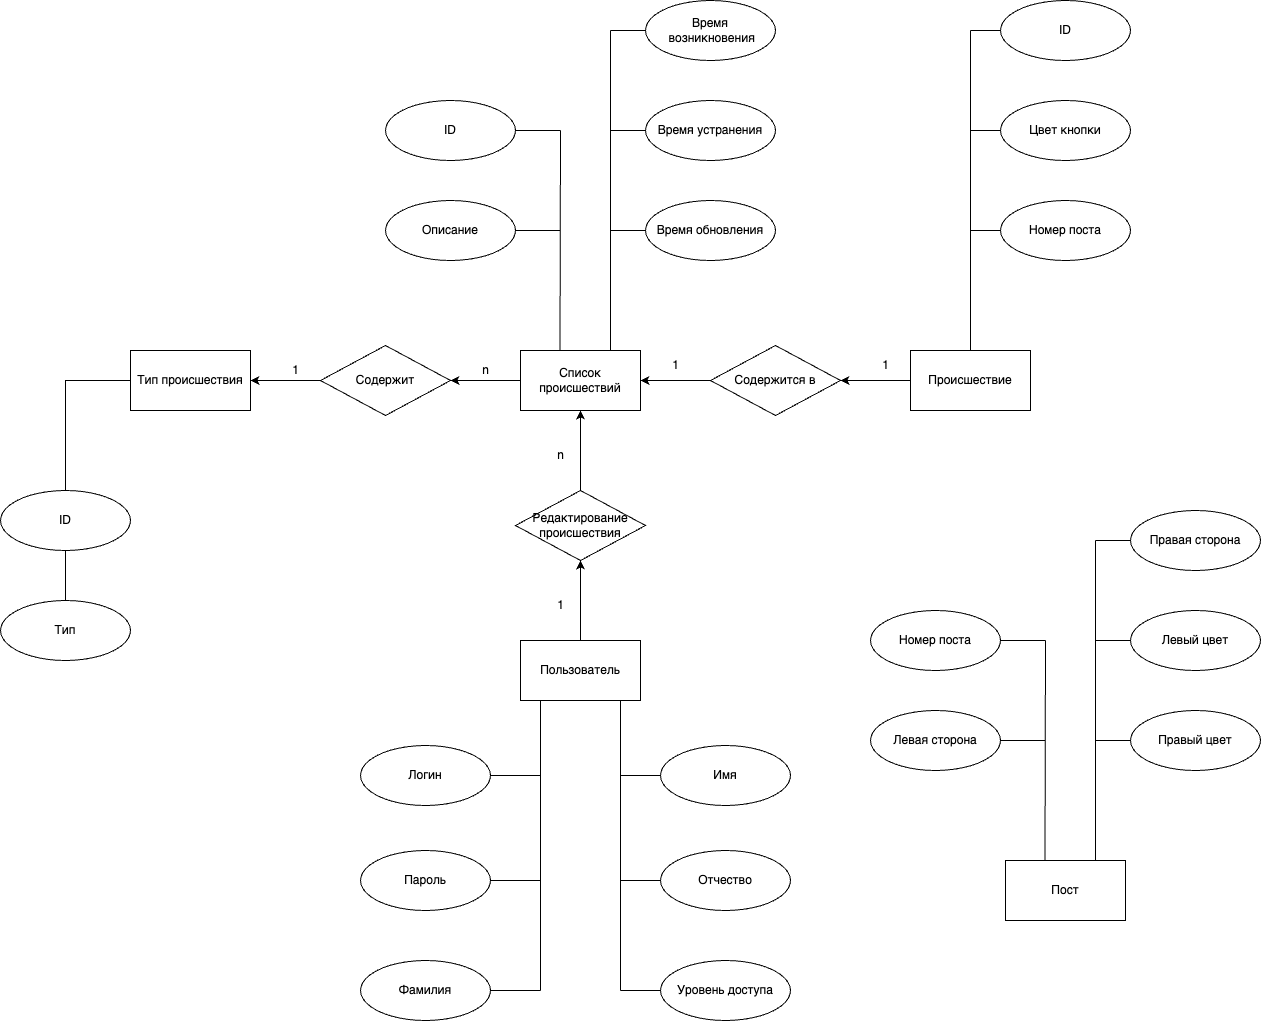 Время
возникновения
ID
ID
Время устранения
Цвет кнопки
Описание
Время обновления
Номер поста
Тип происшествия
1
Содержит
n
Список
происшествий
1
Содержится в
1
Происшествие
n
ID
Редактирование
происшествия
Правая сторона
1
Тип
Номер поста
Левый цвет
Пользователь
Левая сторона
Правый цвет
Логин
Имя
Пароль
Отчество
Пост
Фамилия
Уровень доступа